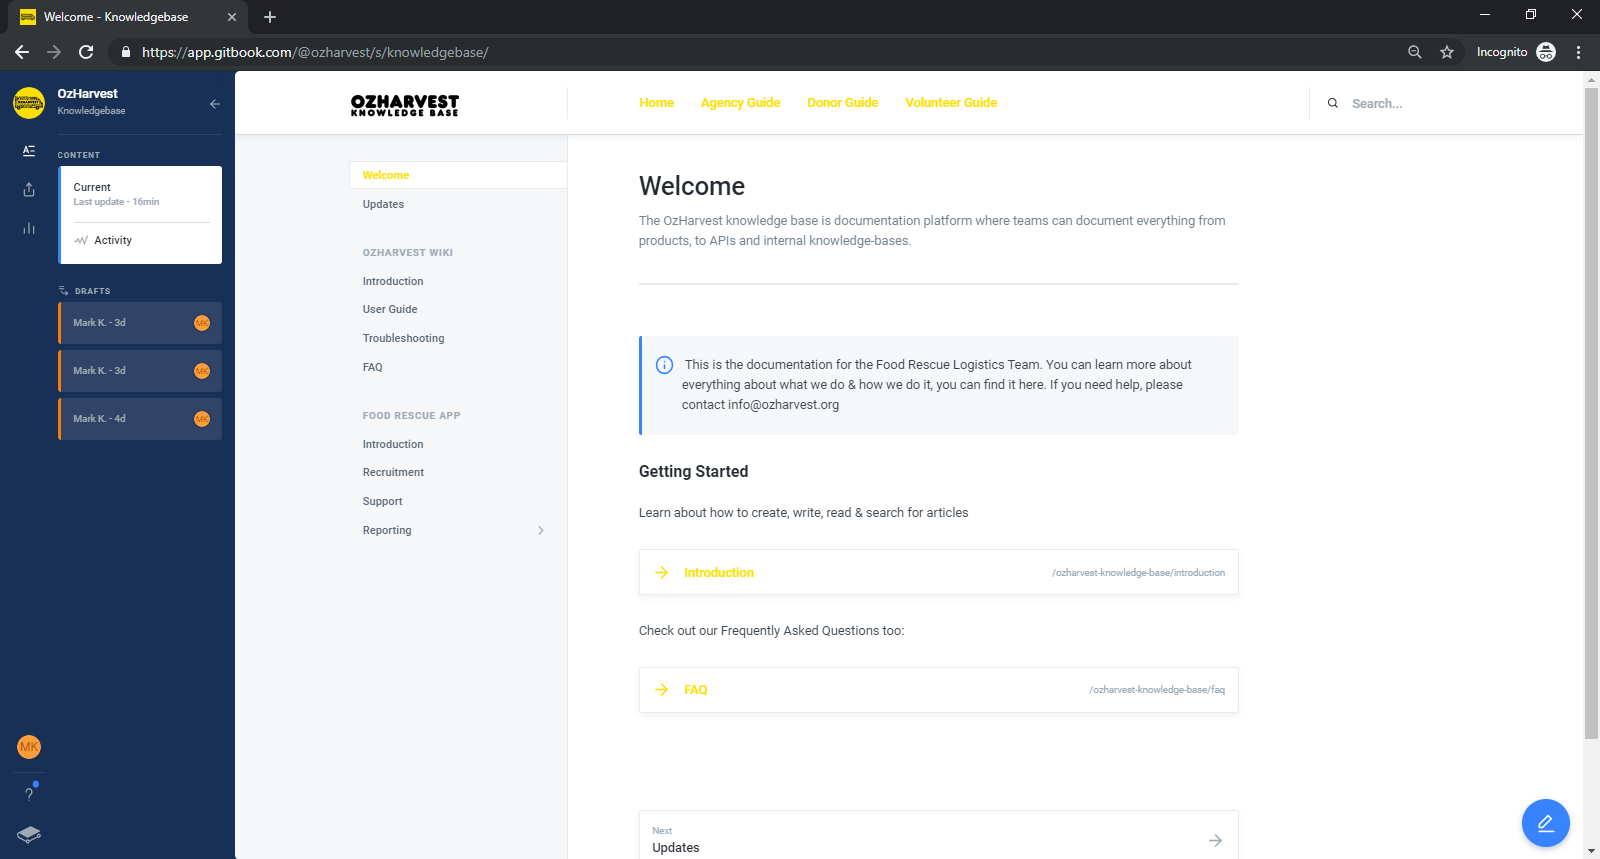 Welcome - Knowledgebase
https://app.gitbook.com/@ozharvest/s/knowledgebase/
Incognito
OzHarvest
Knowledgebase
CONTENT
Current
Last update - 16min
Activity
DRAFTS
Mark K. - 3d
MK
Mark K. - 3d
MK
Mark K. - 4d
MK
MK
?
OZHARVEST
KNOWLEDGE BASE
Home
Agency Guide
Donor Guide
Volunteer Guide
Search...
Welcome
Updates
OZHARVEST WIKI
Introduction
User Guide
Troubleshooting
FAQ
FOOD RESCUE APP
Introduction
Recruitment
Support
Reporting
Welcome
The OzHarvest knowledge base is documentation platform where teams can document everything from
products, to APIs and internal knowledge-bases.
This is the documentation for the Food Rescue Logistics Team. You can learn more about
everything about what we do & how we do it, you can find it here. If you need help, please
contact info@ozharvest.org
Getting Started
Learn about how to create, write, read & search for articles
Introduction
/ozharvest-knowledge-base/introduction
Check out our Frequently Asked Questions too:
FAQ
/ozharvest-knowledge-base/faq
Next
Updates